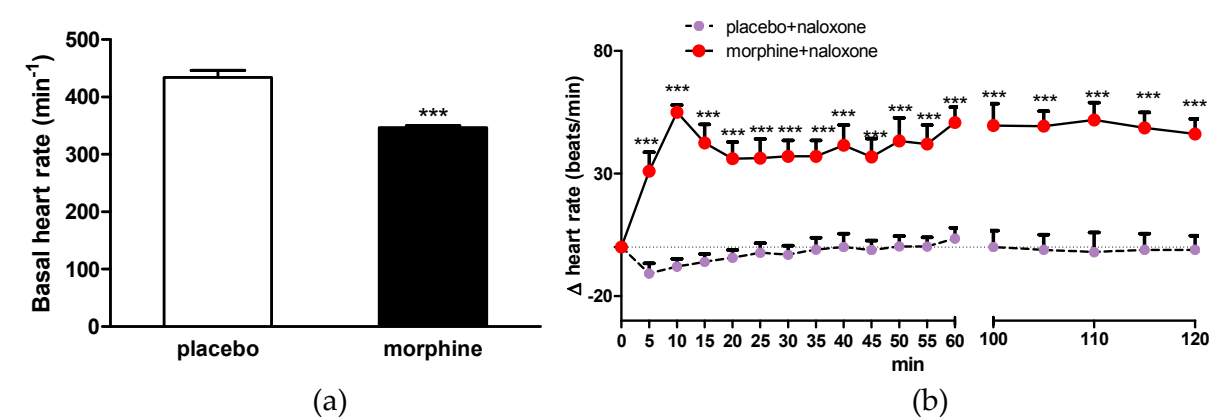 Basal heart rate (min⁻¹)
500
400
300
200
100
0
***
placebo
morphine
(a)
placebo+naloxone
morphine+naloxone
Δ heart rate (beats/min)
80
30
-20
*** *** *** *** *** *** *** *** *** *** *** *** *** *** *** *** ***
0 5 10 15 20 25 30 35 40 45 50 55 60 100 110 120
min
(b)